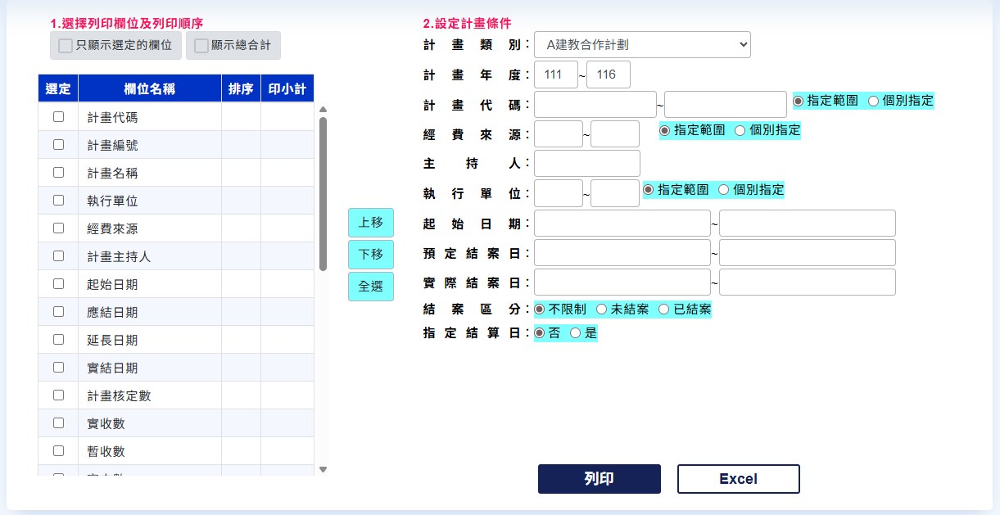 1.選擇列印欄位及列印順序
只顯示選定的欄位 顯示總合計
選定 欄位名稱 排序 印小計
計畫代碼
計畫編號
計畫名稱
執行單位
經費來源
計畫主持人
起始日期
應結日期
延長日期
實結日期
計畫核定數
實收數
暫收數
上移
下移
全選
2.設定計畫條件
計畫類別： A建教合作計劃
計畫年度： 111 ~ 116
計畫代碼： ~ 指定範圍 個別指定
經費來源： ~ 指定範圍 個別指定
主持人：
執行單位： ~ 指定範圍 個別指定
起始日期： ~
預定結案日： ~
實際結案日： ~
結案區分： 不限制 未結案 已結案
指定結算日： 否 是
列印 Excel